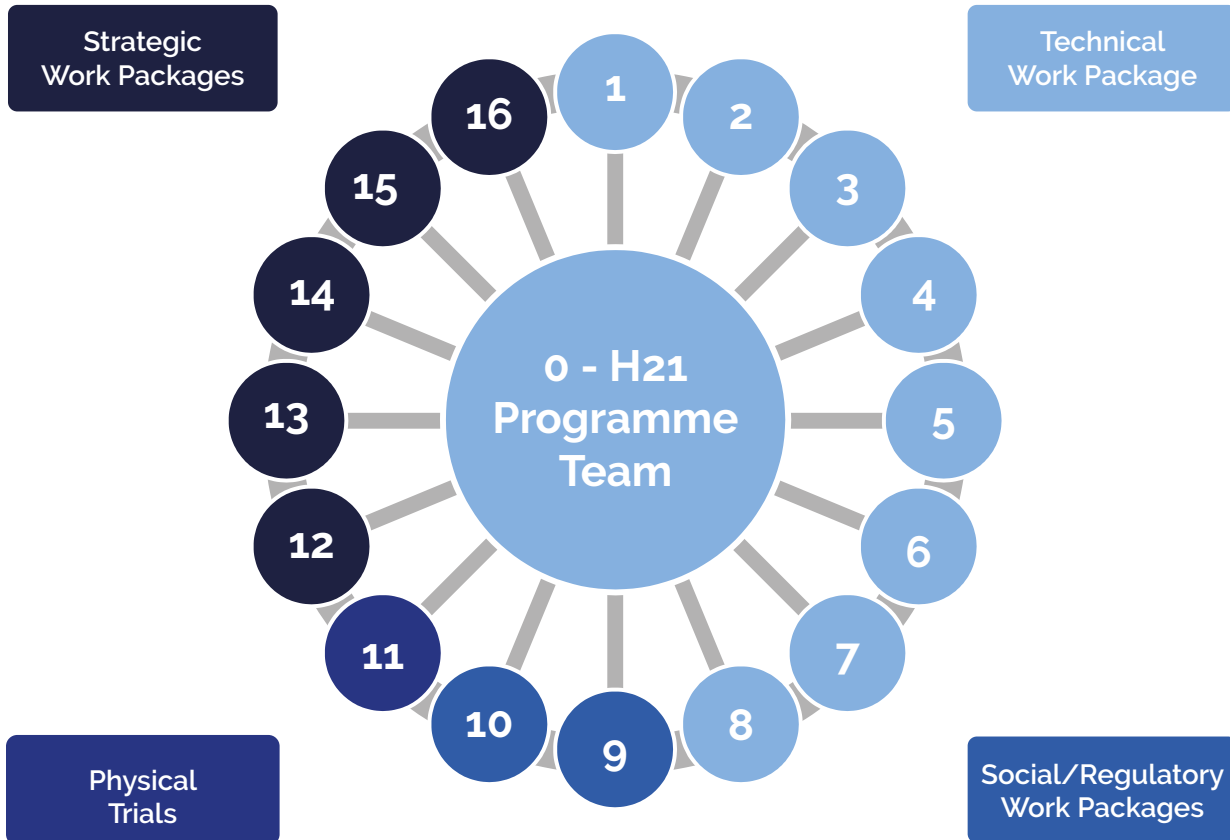 Strategic
Work Packages
Technical
Work Package
1
2
3
4
5
6
7
8
9
10
11
12
13
14
15
16
0 - H21
Programme
Team
Physical
Trials
Social/Regulatory
Work Packages